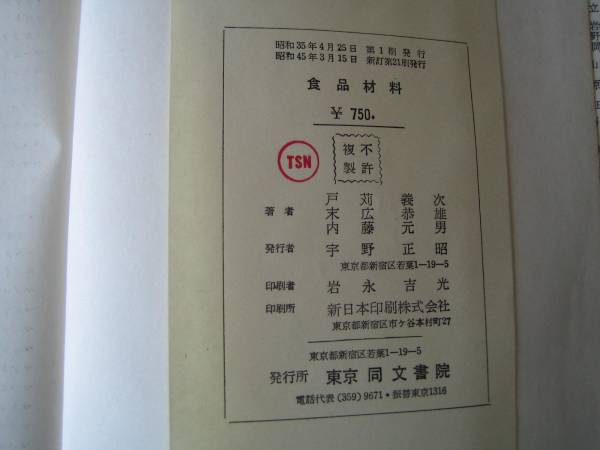 昭和35年4月25日 第1刷発行
昭和45年3月15日 新訂第21刷発行
食品材料
¥ 750.
TSN
不許
複製
著者
戸苅義次
末広恭雄
内藤元男
発行者 宇野正昭
東京都新宿区若葉1-19-5
印刷者 岩永吉光
印刷所 新日本印刷株式会社
東京都新宿区市ケ谷本村町27
東京都新宿区若葉1-19-5
発行所 東京同文書院
電話代表(359)9671・振替東京1316